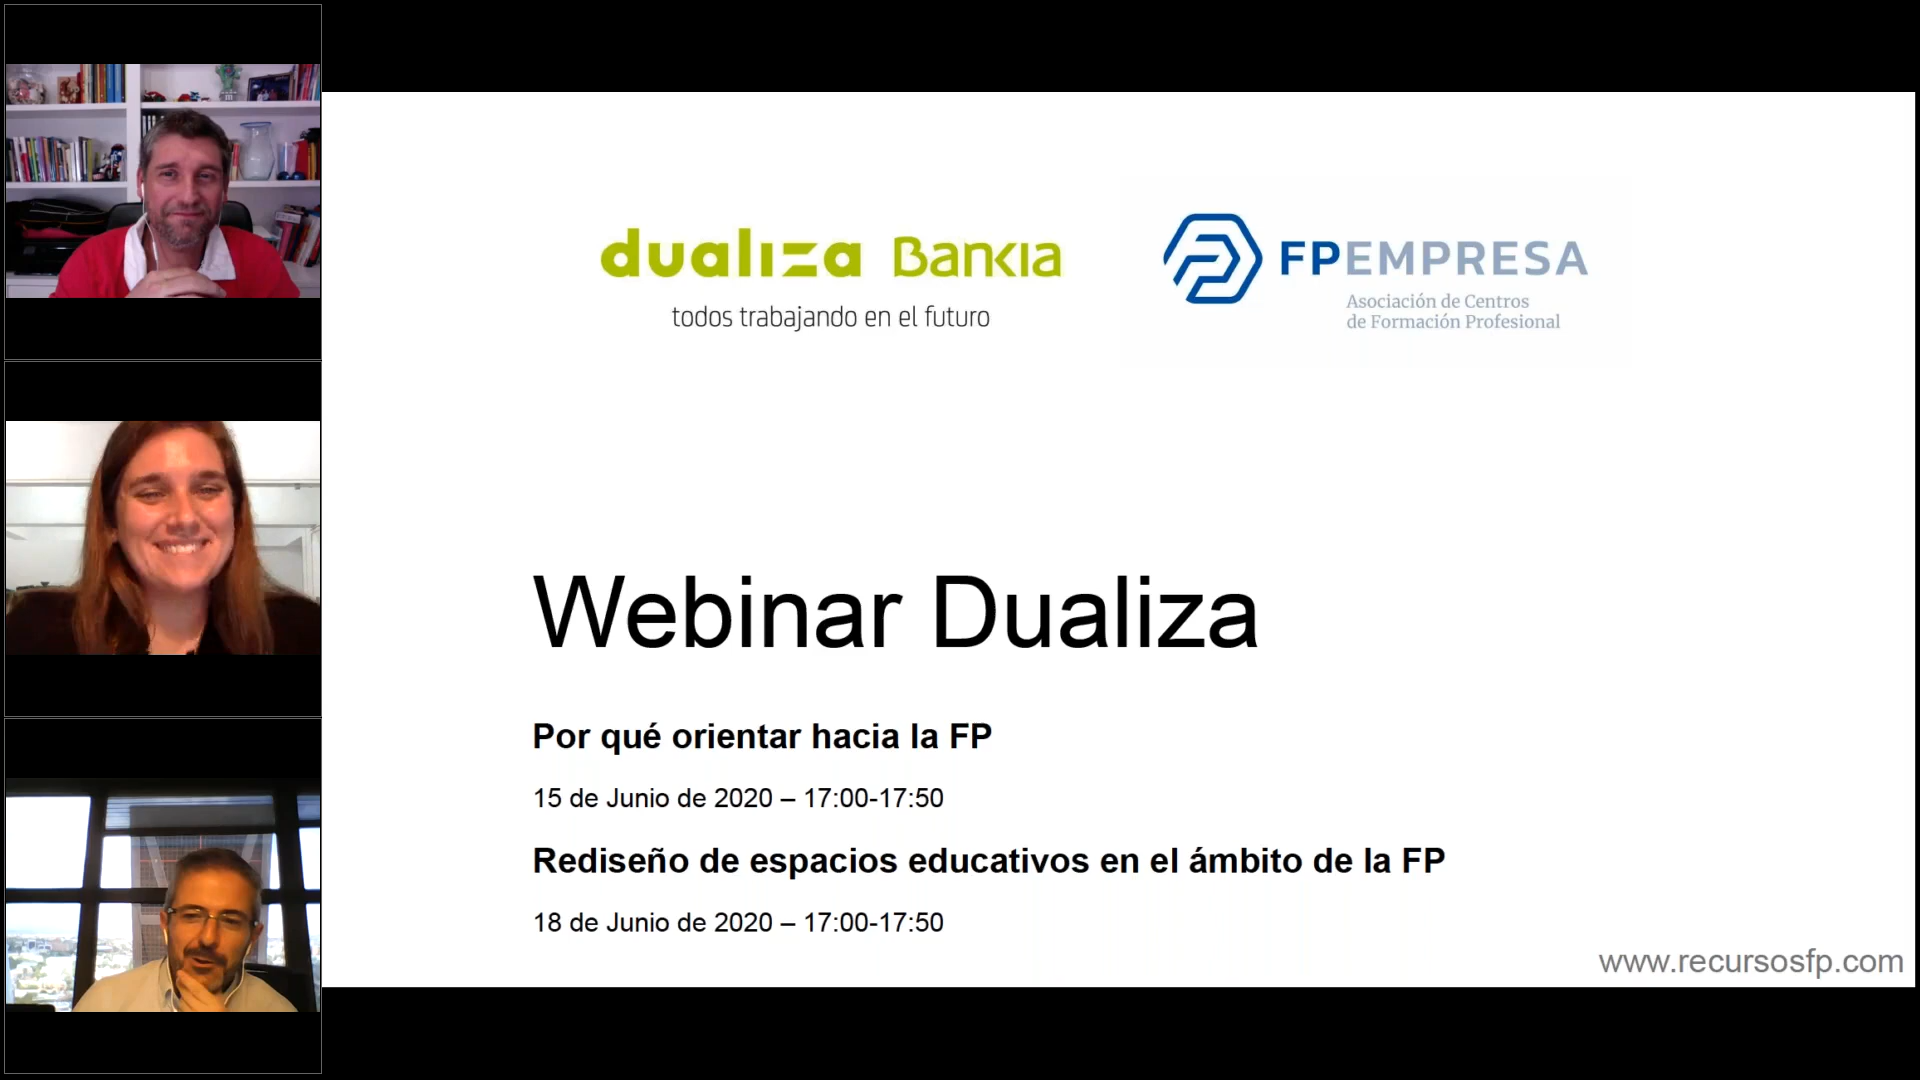 dualiza Bankia
todos trabajando en el futuro
FPEMPRESA
Asociación de Centros
de Formación Profesional
Webinar Dualiza
Por qué orientar hacia la FP
15 de Junio de 2020 – 17:00-17:50
Rediseño de espacios educativos en el ámbito de la FP
18 de Junio de 2020 – 17:00-17:50
www.recursosfp.com